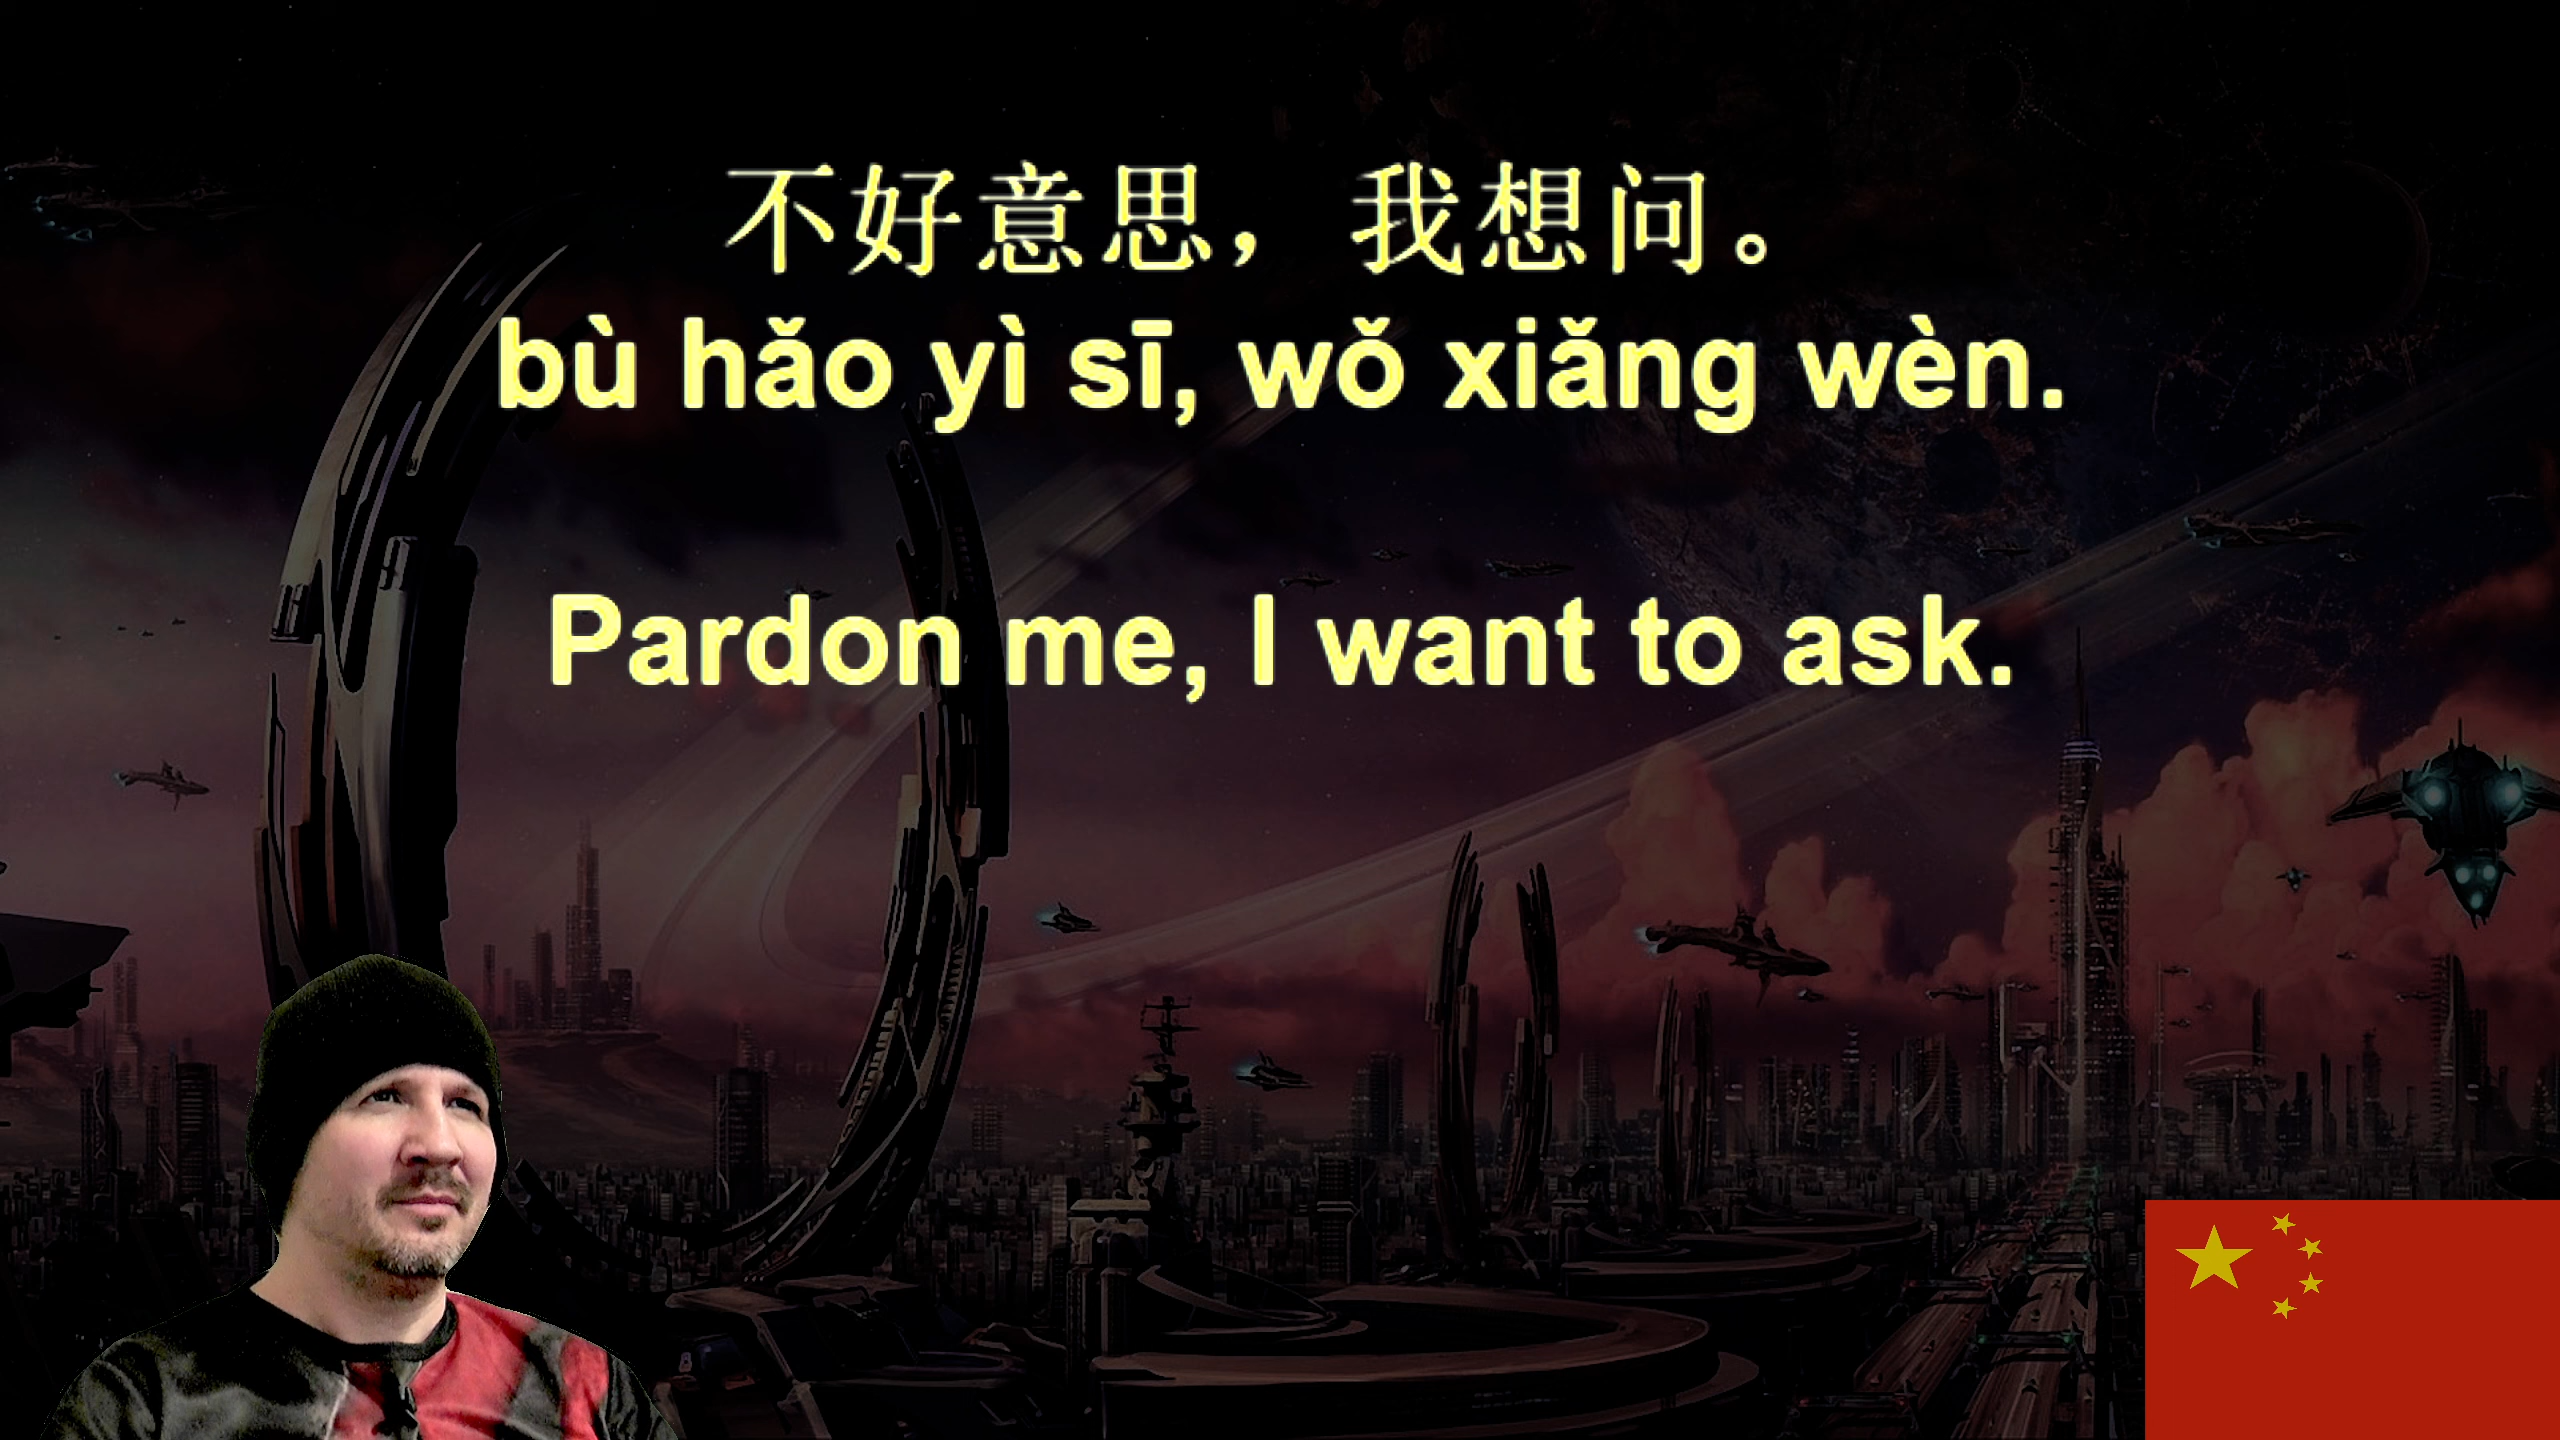 不好意思，我想问。
bù hǎo yì sī, wǒ xiǎng wèn.
Pardon me, I want to ask.